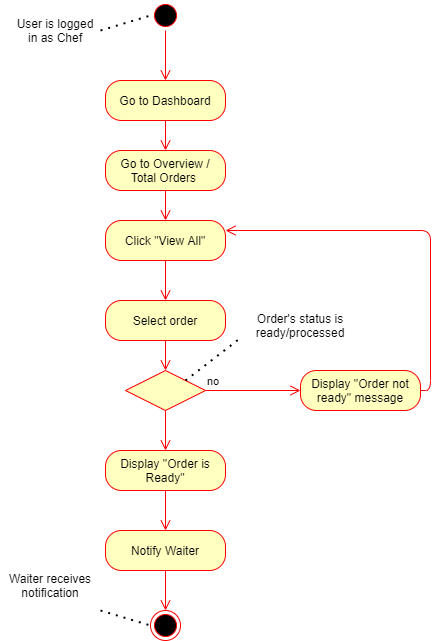 User is logged
in as Chef
Go to Dashboard
Go to Overview /
Total Orders
Click "View All"
Select order
Order's status is
ready/processed
no
Display "Order not
ready" message
Display "Order is
Ready"
Notify Waiter
Waiter receives
notification